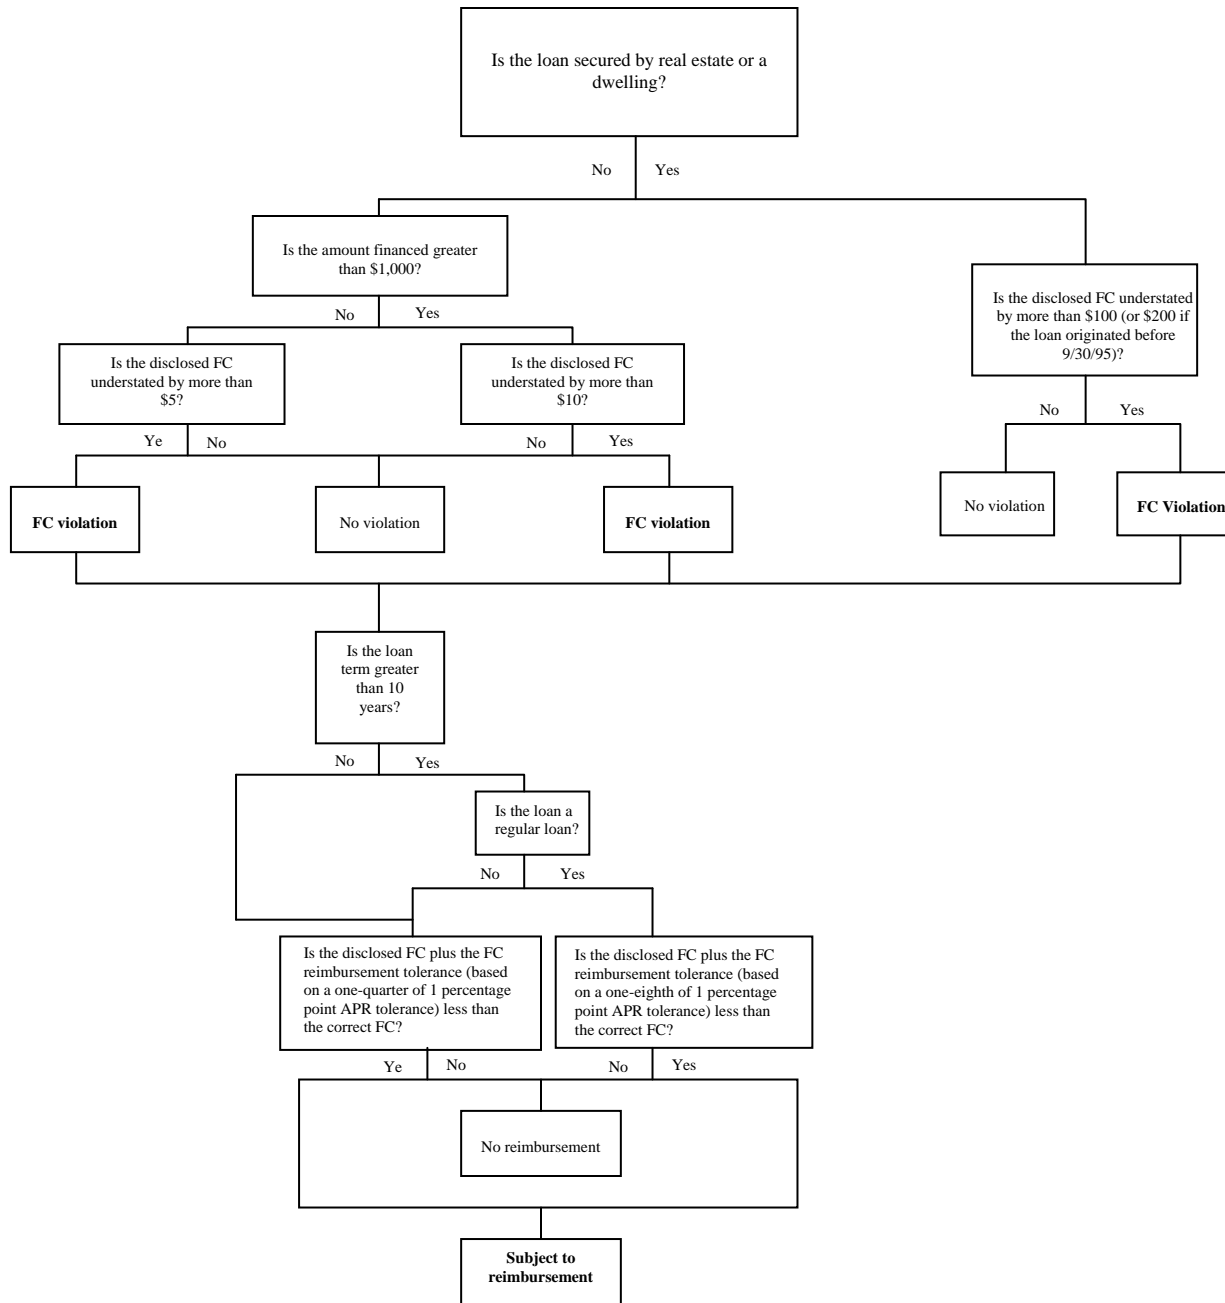 Is the loan secured by real estate or a
dwelling?
No
Yes
Is the amount financed greater
than $1,000?
Is the disclosed FC understated
by more than $100 (or $200 if
the loan originated before
9/30/95)?
No
Yes
Is the disclosed FC
understated by more than
$5?
Is the disclosed FC
understated by more than
$10?
No
Yes
Ye
No
No
Yes
FC violation
No violation
FC violation
No violation
FC Violation
Is the loan
term greater
than 10
years?
No
Yes
Is the loan a
regular loan?
No
Yes
Is the disclosed FC plus the FC
reimbursement tolerance (based
on a one-quarter of 1 percentage
point APR tolerance) less than
the correct FC?
Is the disclosed FC plus the FC
reimbursement tolerance (based
on a one-eighth of 1 percentage
point APR tolerance) less than
the correct FC?
Ye
No
No
Yes
No reimbursement
Subject to
reimbursement